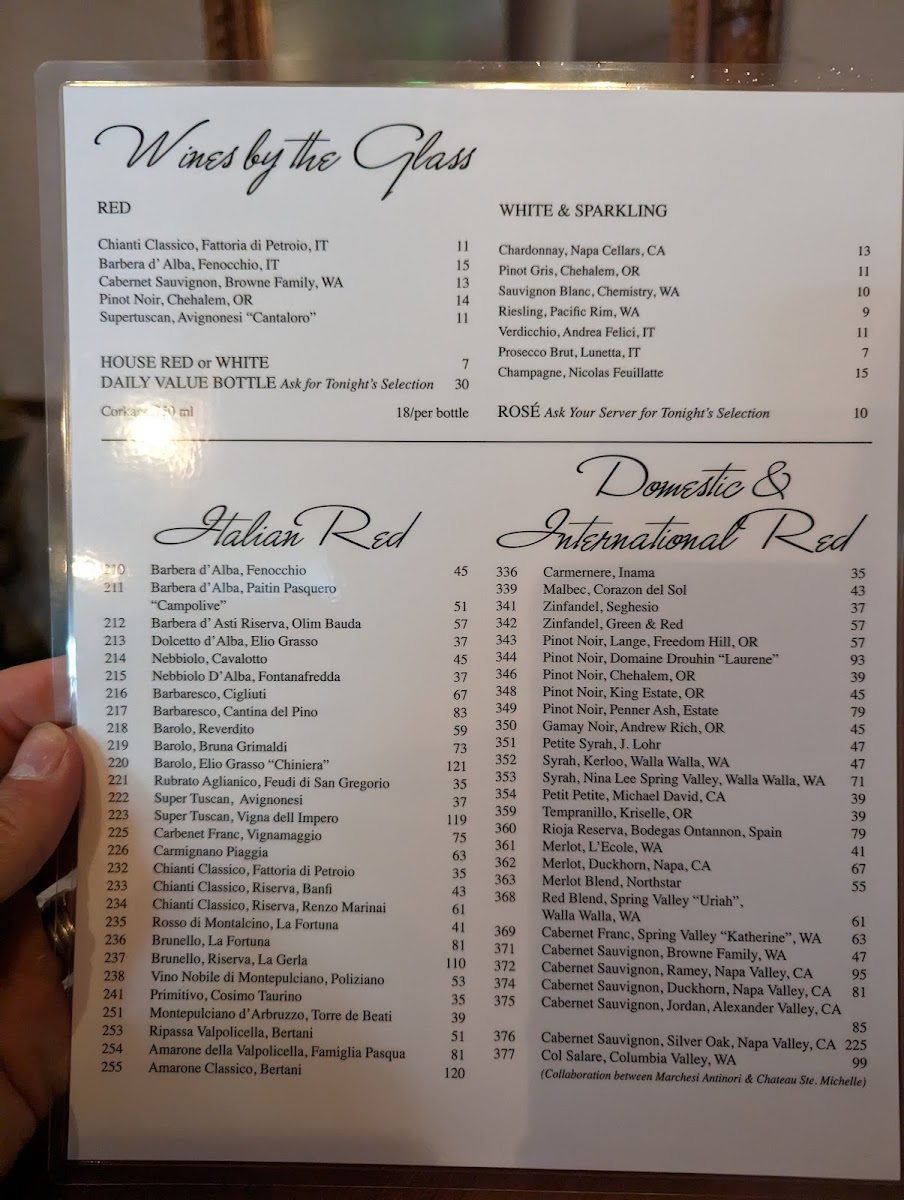 Wines by the Glass
RED
Chianti Classico, Fattoria di Petroio, IT 11
Barbera d' Alba, Fenocchio, IT 15
Cabernet Sauvignon, Browne Family, WA 13
Pinot Noir, Chehalem, OR 14
Supertuscan, Avignonesi “Cantaloro” 11
HOUSE RED or WHITE 7
DAILY VALUE BOTTLE Ask for Tonight's Selection 30
Corkage 750 ml 18/per bottle
WHITE & SPARKLING
Chardonnay, Napa Cellars, CA 13
Pinot Gris, Chehalem, OR 11
Sauvignon Blanc, Chemistry, WA 10
Riesling, Pacific Rim, WA 9
Verdicchio, Andrea Felici, IT 11
Prosecco Brut, Lunetta, IT 7
Champagne, Nicolas Feuillatte 15
ROSÉ Ask Your Server for Tonight's Selection 10
Italian Red
210 Barbera d'Alba, Fenocchio 45
211 Barbera d'Alba, Paitin Pasquero
“Campolive” 51
212 Barbera d' Asti Riserva, Olim Bauda 57
213 Dolcetto d'Alba, Elio Grasso 37
214 Nebbiolo, Cavalotto 45
215 Nebbiolo D'Alba, Fontanafredda 37
216 Barbaresco, Cigliuti 67
217 Barbaresco, Cantina del Pino 83
218 Barolo, Reverdito 59
219 Barolo, Bruna Grimaldi 73
220 Barolo, Elio Grasso “Chiniera” 121
221 Rubrato Aglianico, Feudi di San Gregorio 35
222 Super Tuscan, Avignonesi 37
223 Super Tuscan, Vigna dell Impero 119
225 Carbenet Franc, Vignamaggio 75
226 Carmignano Piaggia 63
232 Chianti Classico, Fattoria di Petroio 35
233 Chianti Classico, Riserva, Banfi 43
234 Chianti Classico, Riserva, Renzo Marinai 61
235 Rosso di Montalcino, La Fortuna 41
236 Brunello, La Fortuna 81
237 Brunello, Riserva, La Gerla 110
238 Vino Nobile di Montepulciano, Poliziano 53
241 Primitivo, Cosimo Taurino 35
251 Montepulciano d'Arbruzzo, Torre de Beati 39
253 Ripassa Valpolicella, Bertani 51
254 Amarone della Valpolicella, Famiglia Pasqua 81
255 Amarone Classico, Bertani 120
Domestic &
International Red
336 Carmernere, Inama 35
339 Malbec, Corazon del Sol 43
341 Zinfandel, Seghesio 37
342 Zinfandel, Green & Red 57
343 Pinot Noir, Lange, Freedom Hill, OR 57
344 Pinot Noir, Domaine Drouhin “Laurene” 93
346 Pinot Noir, Chehalem, OR 39
348 Pinot Noir, King Estate, OR 45
349 Pinot Noir, Penner Ash, Estate 79
350 Gamay Noir, Andrew Rich, OR 45
351 Petite Syrah, J. Lohr 47
352 Syrah, Kerloo, Walla Walla, WA 47
353 Syrah, Nina Lee Spring Valley, Walla Walla, WA 71
354 Petit Petite, Michael David, CA 39
359 Tempranillo, Kriselle, OR 39
360 Rioja Reserva, Bodegas Ontannon, Spain 79
361 Merlot, L'Ecole, WA 41
362 Merlot, Duckhorn, Napa, CA 67
363 Merlot Blend, Northstar 55
368 Red Blend, Spring Valley “Uriah”,
Walla Walla, WA 61
369 Cabernet Franc, Spring Valley “Katherine”, WA 63
371 Cabernet Sauvignon, Browne Family, WA 47
372 Cabernet Sauvignon, Ramey, Napa Valley, CA 95
374 Cabernet Sauvignon, Duckhorn, Napa Valley, CA 81
375 Cabernet Sauvignon, Jordan, Alexander Valley, CA
85
376 Cabernet Sauvignon, Silver Oak, Napa Valley, CA 225
377 Col Salare, Columbia Valley, WA 99
(Collaboration between Marchesi Antinori & Chateau Ste. Michelle)